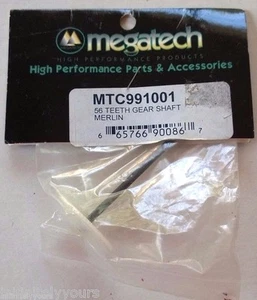 megatech
HIGH PERFORMANCE PRODUCTS
High Performance Parts & Accessories
MTC991001
56 TEETH GEAR SHAFT
MERLIN
6 65766 90086 7